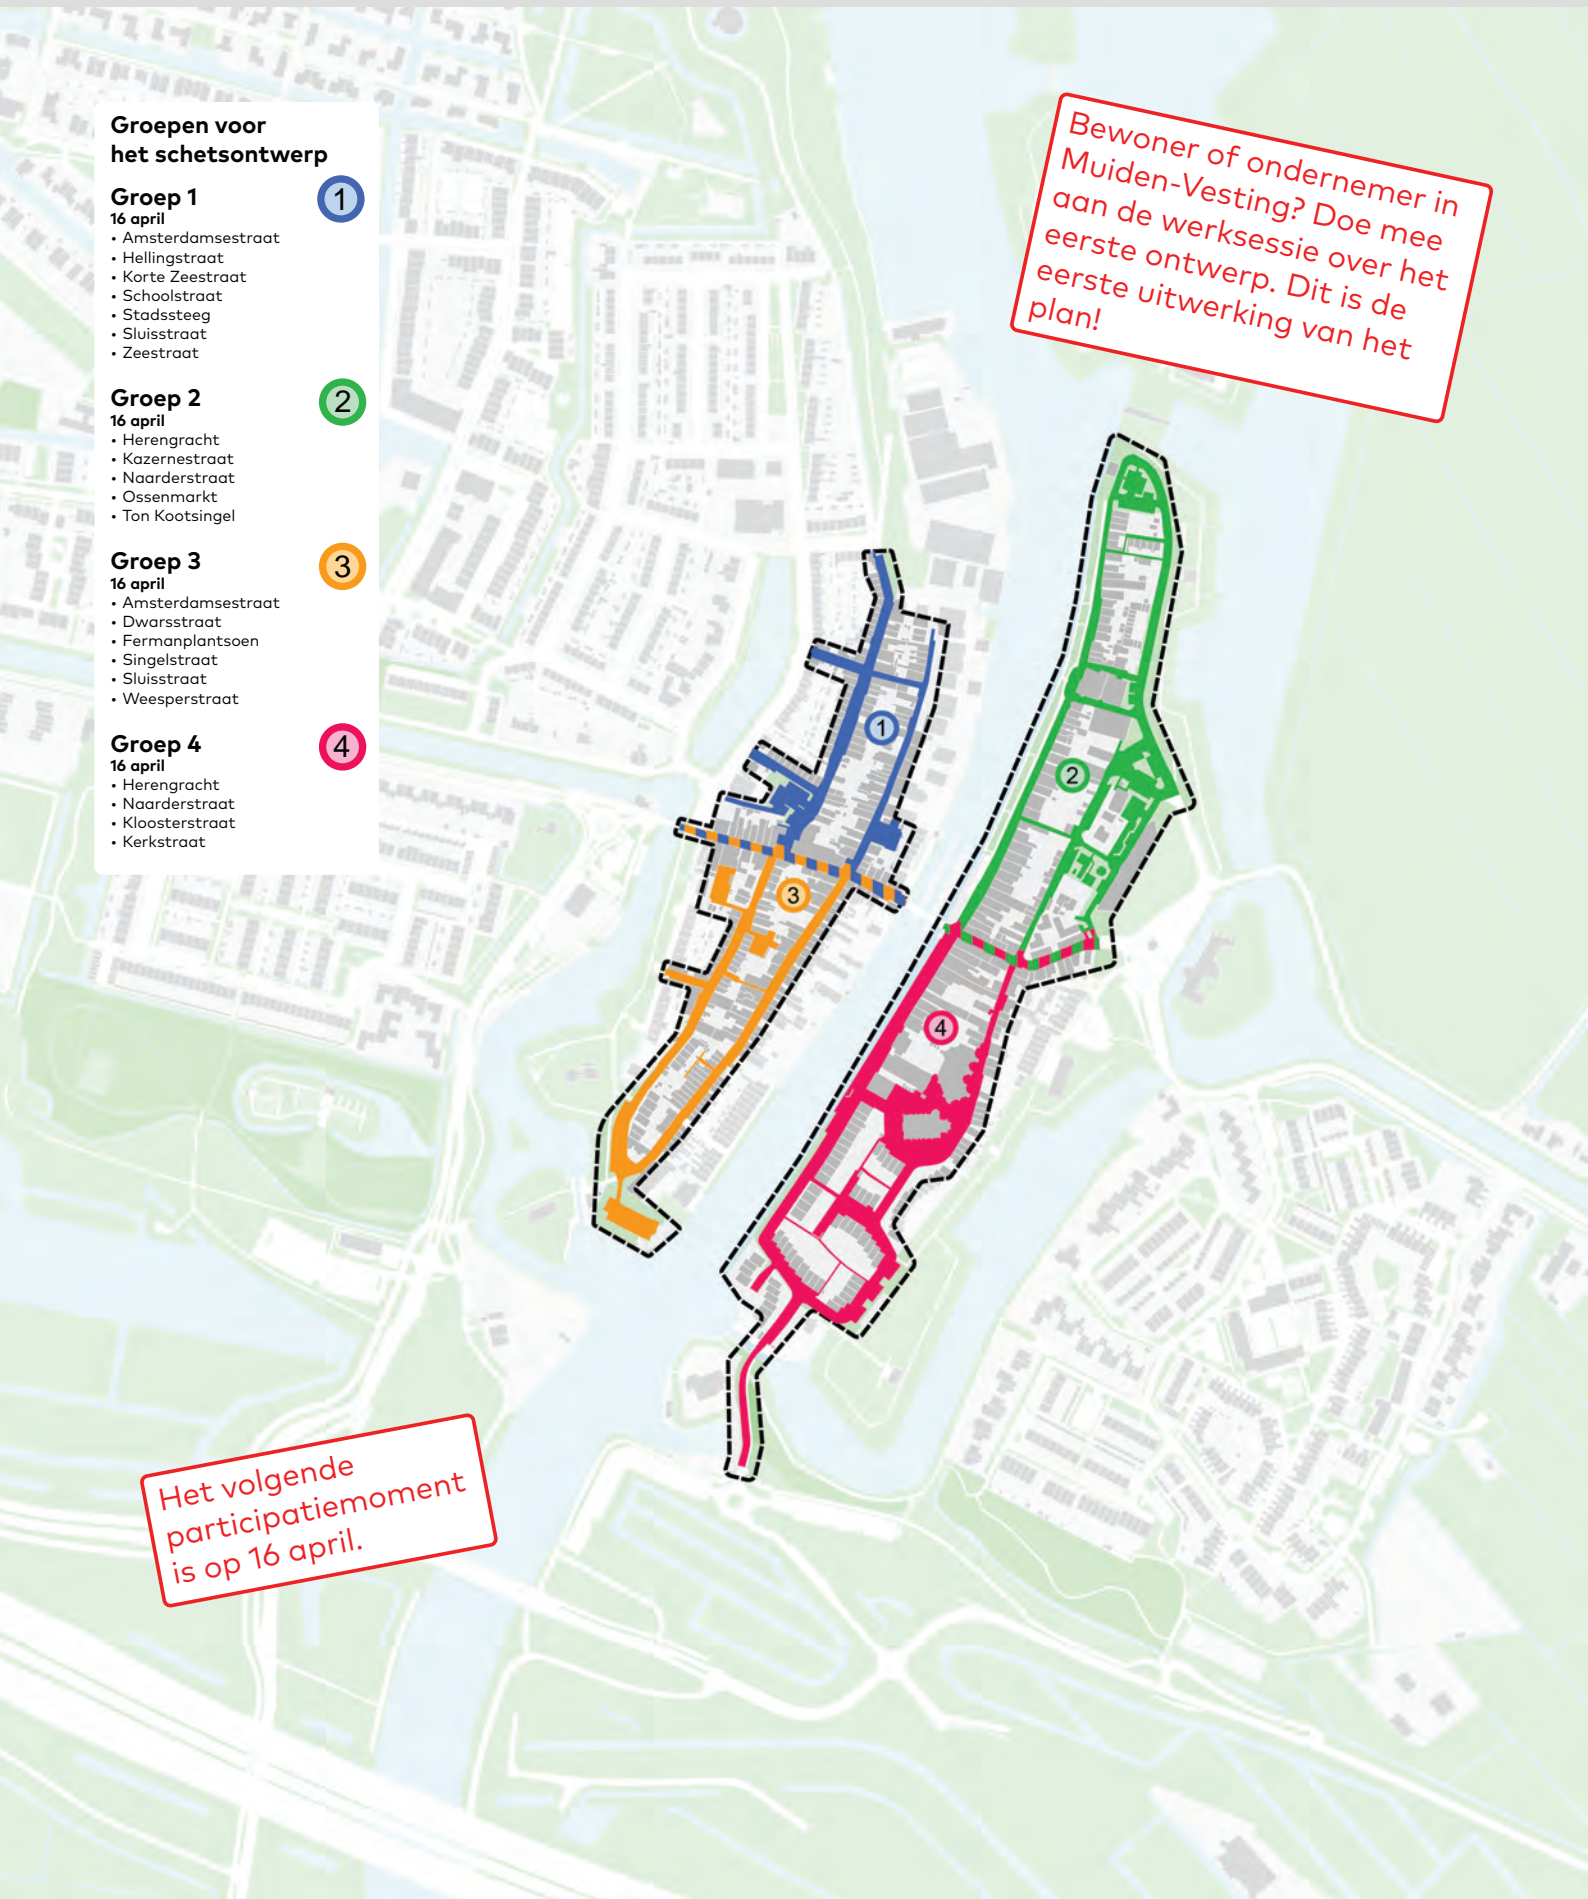 Groepen voor
het schetsontwerp
Groep 1
1
16 april
• Amsterdamsestraat
• Hellingstraat
• Korte Zeestraat
• Schoolstraat
• Stadssteeg
• Sluisstraat
• Zeestraat
Groep 2
2
16 april
• Herengracht
• Kazernestraat
• Naarderstraat
• Ossenmarkt
• Ton Kootsingel
Groep 3
3
16 april
• Amsterdamsestraat
• Dwarsstraat
• Fermanplantsoen
• Singelstraat
• Sluisstraat
• Weesperstraat
Groep 4
4
16 april
• Herengracht
• Naarderstraat
• Kloosterstraat
• Kerkstraat
Bewoner of ondernemer in
Muiden-Vesting? Doe mee
aan de werksessie over het
eerste ontwerp. Dit is de
eerste uitwerking van het
plan!
1
2
3
4
Het volgende
participatiemoment
is op 16 april.